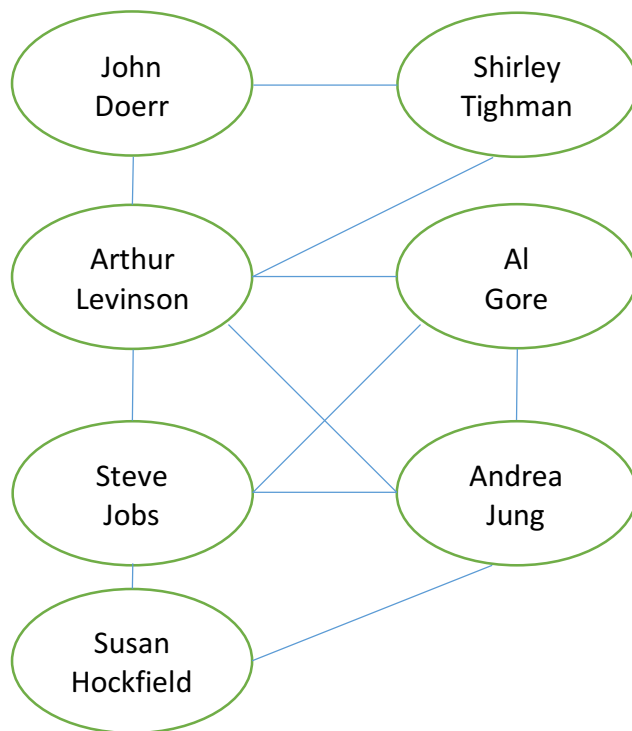 John
Doerr
Shirley
Tighman
Arthur
Levinson
Al
Gore
Steve
Jobs
Andrea
Jung
Susan
Hockfield